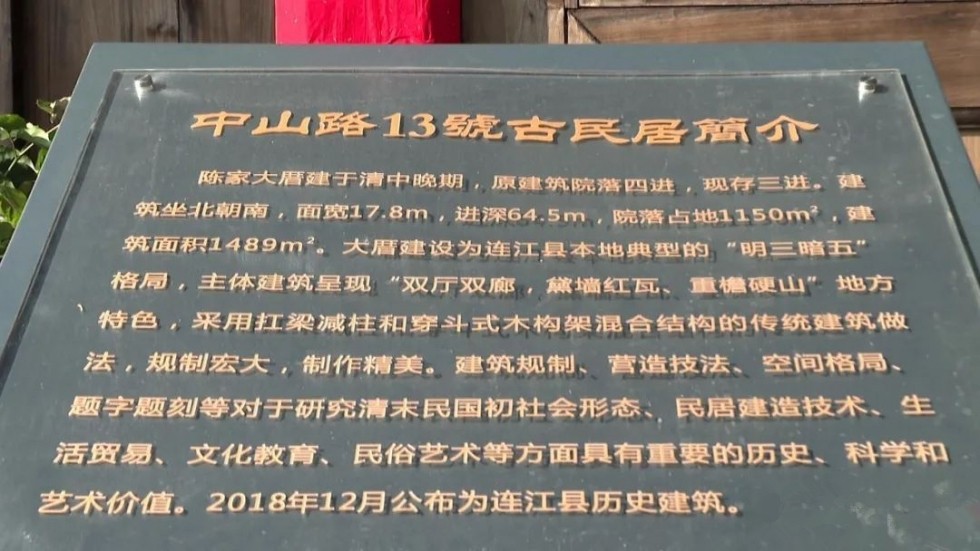 中山路13號古民居簡介
陈家大厝建于清中晚期，原建筑院落四进，现存三进。建
筑坐北朝南，面宽17.8m，进深64.5m，院落占地1150m²，建
筑面积1489m²。大厝建设为连江县本地典型的“明三暗五”
格局，主体建筑呈现“双厅双廊，黛墙红瓦、重檐硬山”地方
特色，采用扛梁减柱和穿斗式木构架混合结构的传统建筑做
法，规制宏大，制作精美。建筑规制、营造技法、空间格局、
题字题刻等对于研究清末民国初社会形态、民居建造技术、生
活贸易、文化教育、民俗艺术等方面具有重要的历史、科学和
艺术价值。2018年12月公布为连江县历史建筑。